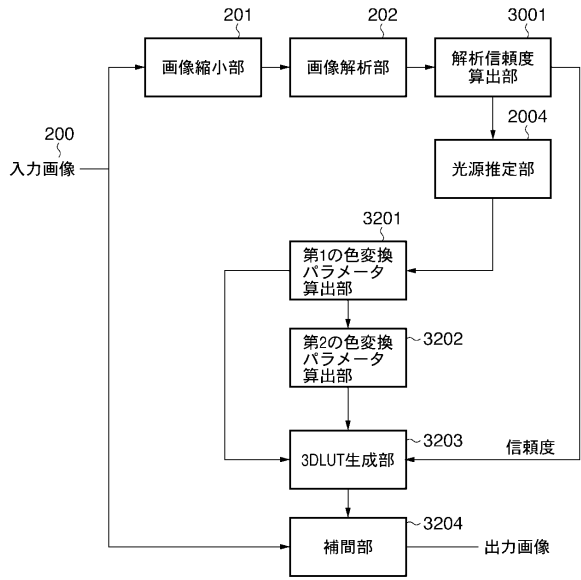 201
202
3001
画像縮小部
画像解析部
解析信頼度
算出部
200
入力画像
2004
光源推定部
3201
第1の色変換
パラメータ
算出部
3202
第2の色変換
パラメータ
算出部
3203
3DLUT生成部
信頼度
3204
補間部
出力画像